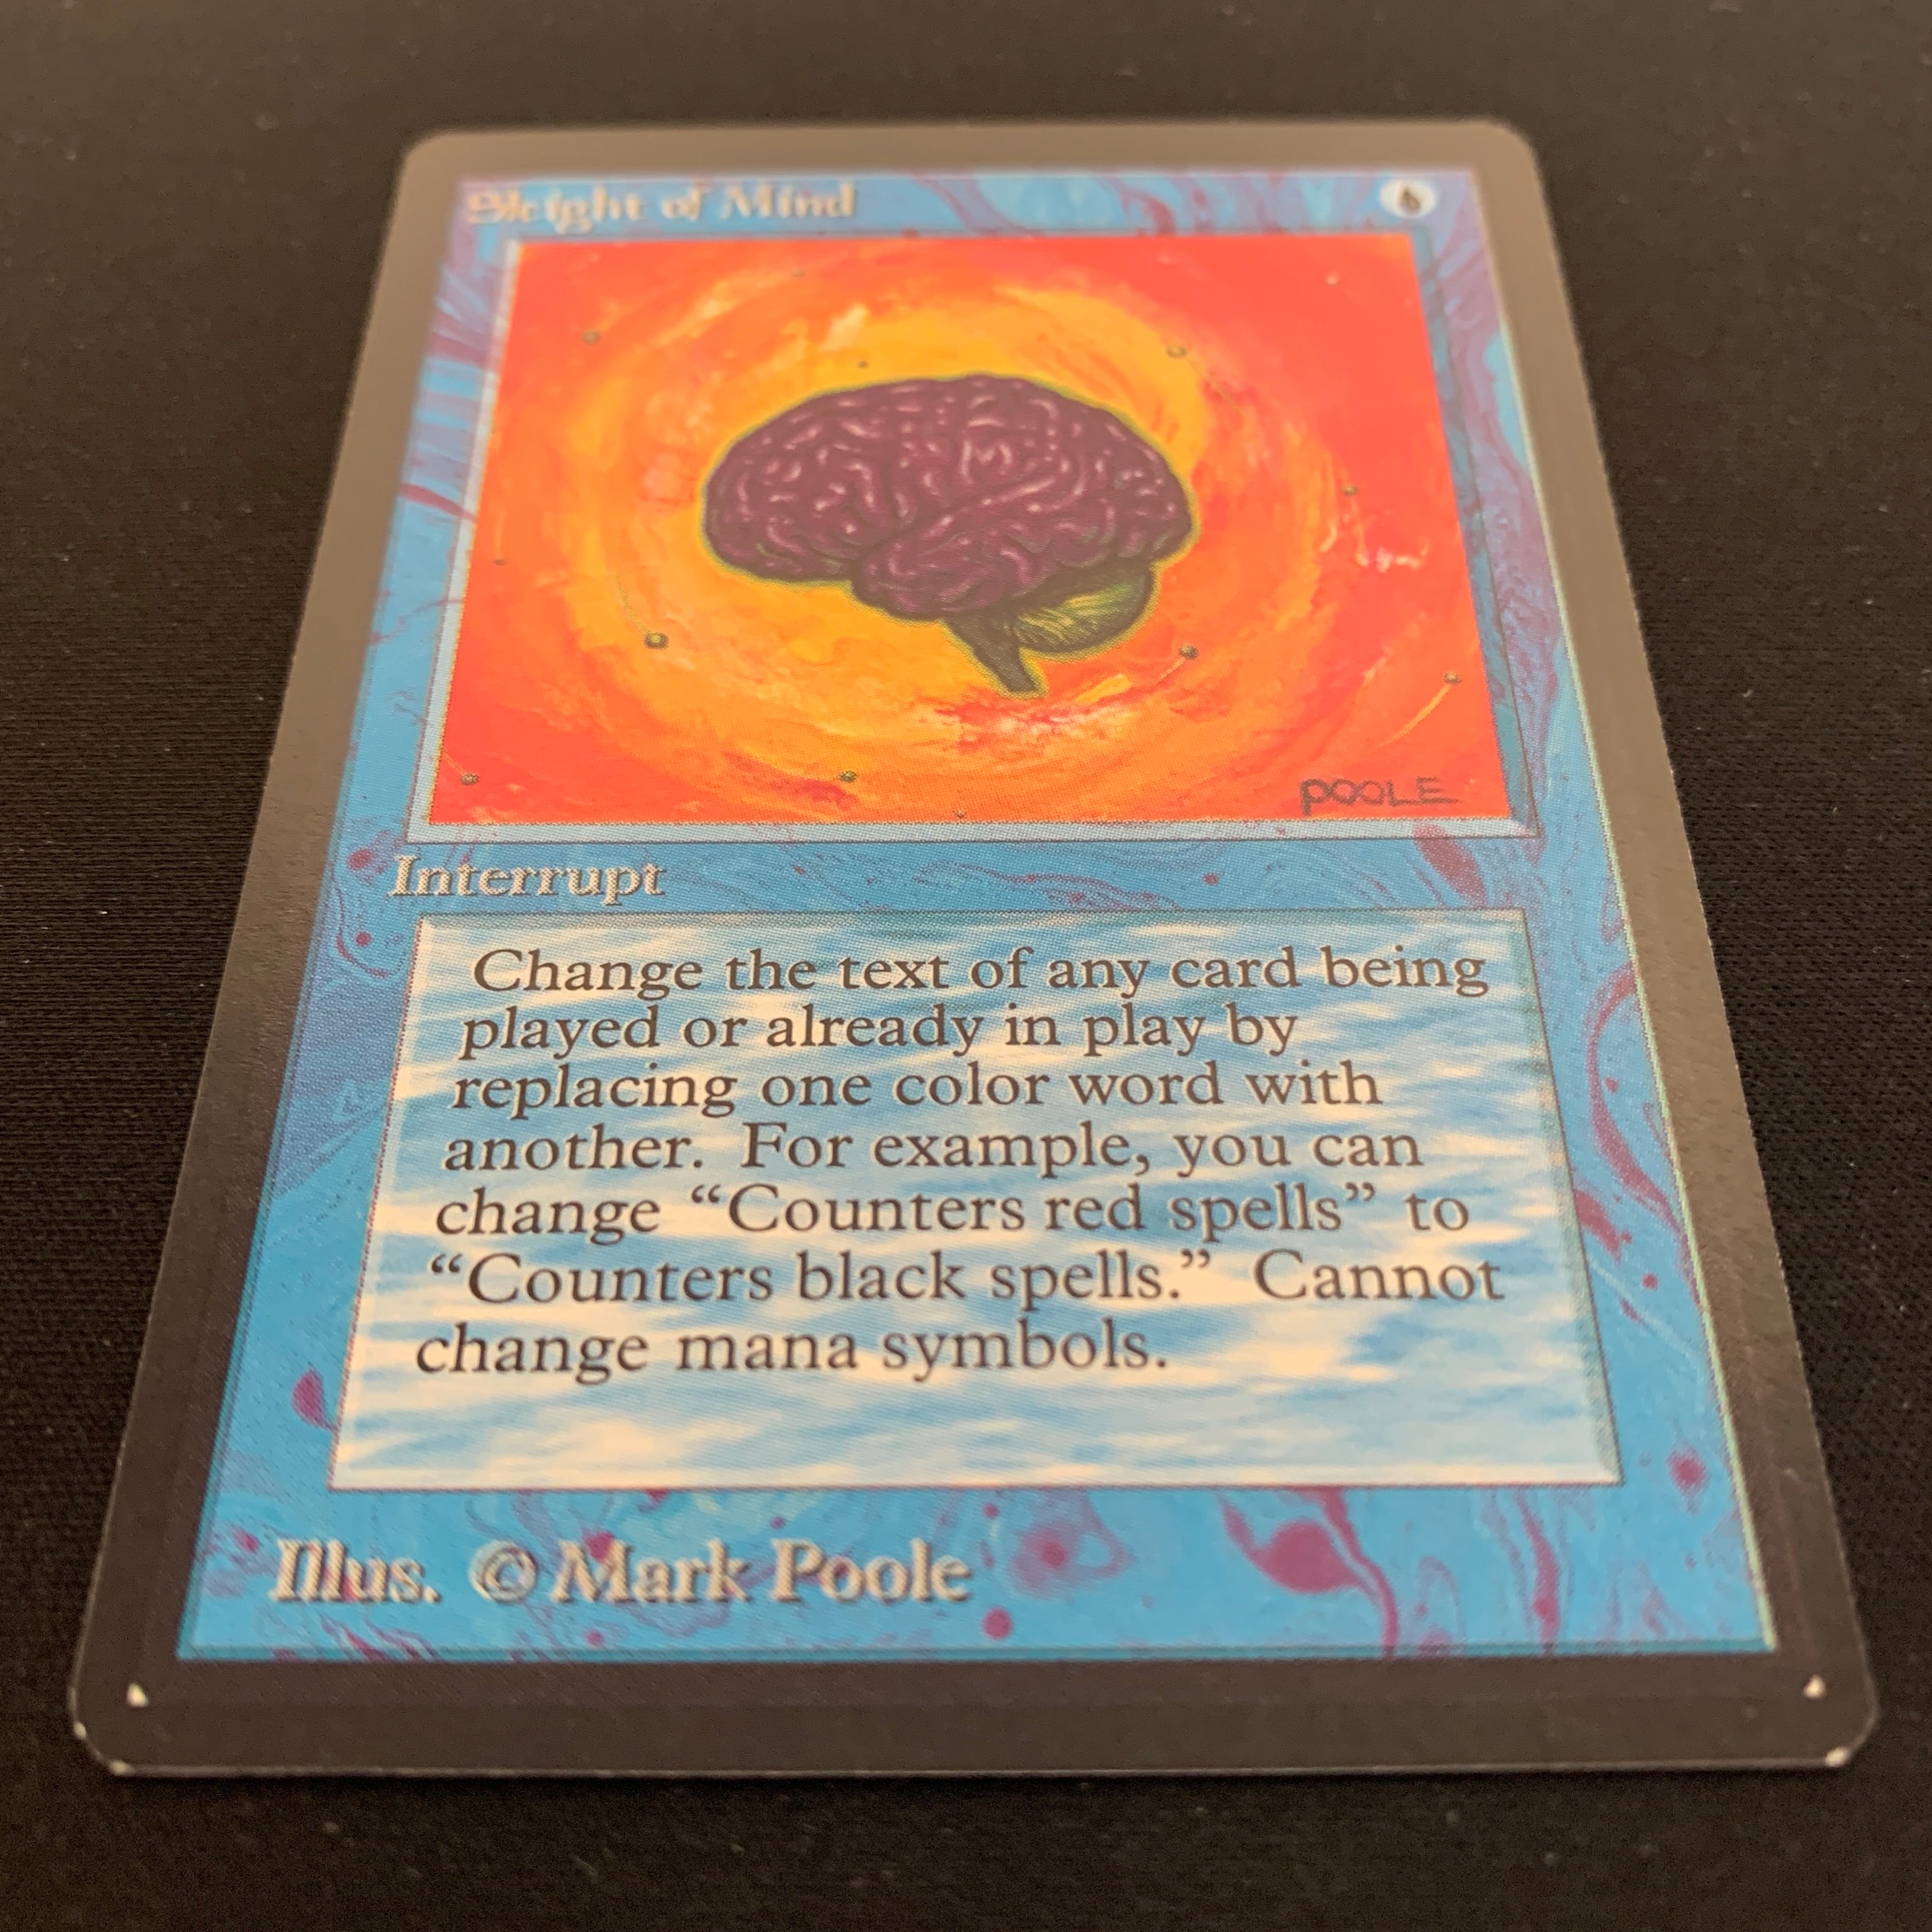 Sleight of Mind
POOLE
Interrupt
Change the text of any card being
played or already in play by
replacing one color word with
another. For example, you can
change “Counters red spells” to
“Counters black spells.” Cannot
change mana symbols.
Illus. © Mark Poole